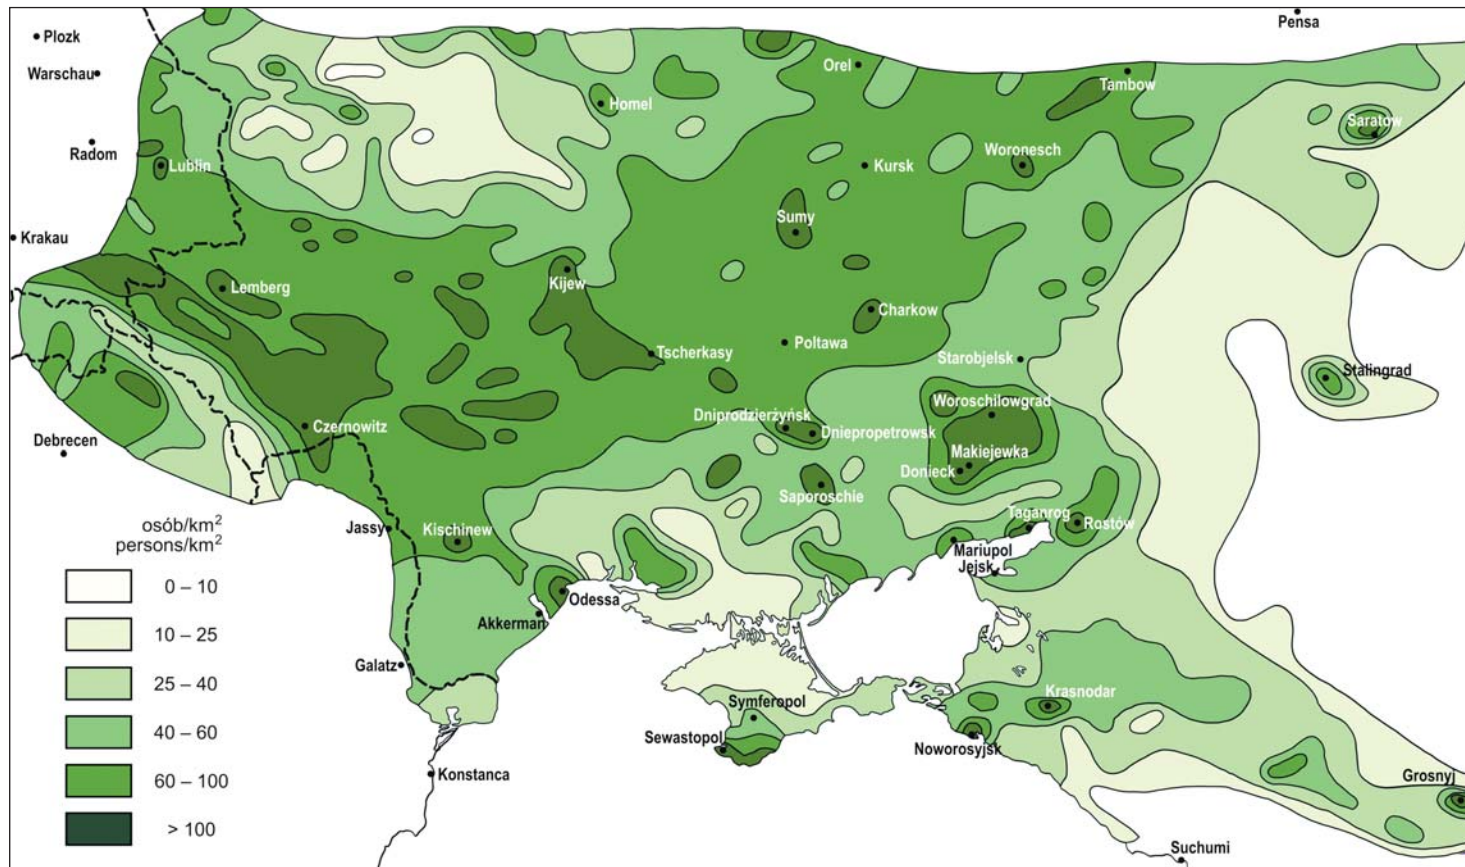 Pensa
Plozk
Warschau
Orel
Tambow
Homel
Saratów
Radom
Lublin
Kursk
Woronesch
Sumy
Krakau
Kijew
Lemberg
Charkow
Poltawa
Tscherkasy
Starobjelsk
Stalingrad
Woroschilowgrad
Dniprodzierżyńsk
Czernowitz
Dniepropetrowsk
Debrecen
Makiejewka
Donieck
Saporoschie
Taganrog
Jassy
Kischinew
Rostów
osób/km²
persons/km²
Mariupol
Jejsk
0 – 10
Odessa
Akkerman
10 – 25
Galatz
25 – 40
Krasnodar
Symferopol
40 – 60
Sewastopol
Noworosyjsk
60 – 100
Konstanca
Grosnyj
> 100
Suchumi